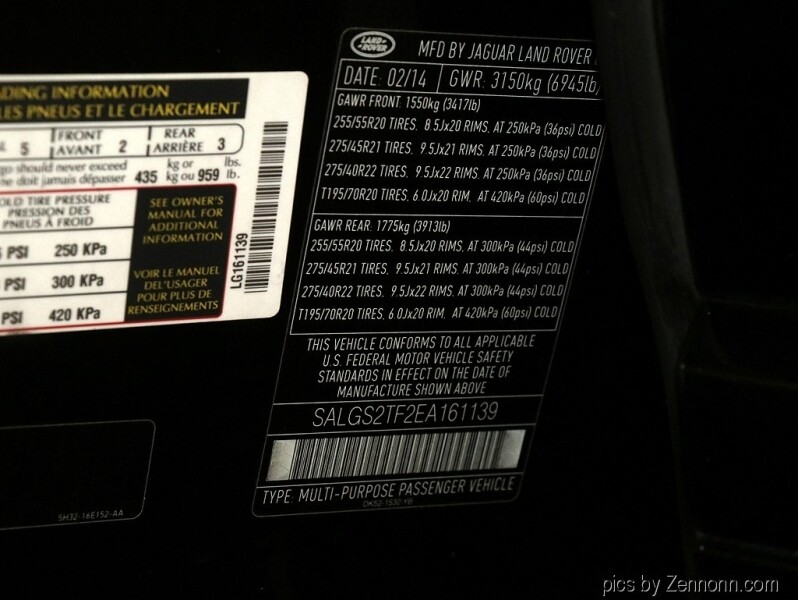 DING INFORMATION
LES PNEUS ET LE CHARGEMENT
5 FRONT AVANT 2 REAR ARRIÈRE 3
should never exceed kg or lbs.
doit jamais dépasser 435 kg ou 959 lb.
OLD TIRE PRESSURE
PRESSION DES
PNEUS À FROID
PSI 250 KPa
PSI 300 KPa
PSI 420 KPa
SEE OWNER'S
MANUAL FOR
ADDITIONAL
INFORMATION
VOIR LE MANUEL
DEL'USAGER
POUR PLUS DE
RENSEIGNEMENTS
LG161139
5H32-16E152-AA
LAND ROVER
MFD BY JAGUAR LAND ROVER
DATE: 02/14 GWR: 3150kg (6945lb)
GAWR FRONT: 1550kg (3417lb)
255/55R20 TIRES, 8.5Jx20 RIMS, AT 250kPa (36psi) COLD
275/45R21 TIRES, 9.5Jx21 RIMS, AT 250kPa (36psi) COLD
275/40R22 TIRES, 9.5Jx22 RIMS, AT 250kPa (36psi) COLD
T195/70R20 TIRES, 6.0Jx20 RIM, AT 420kPa (60psi) COLD
GAWR REAR: 1775kg (3913lb)
255/55R20 TIRES, 8.5Jx20 RIMS, AT 300kPa (44psi) COLD
275/45R21 TIRES, 9.5Jx21 RIMS, AT 300kPa (44psi) COLD
275/40R22 TIRES, 9.5Jx22 RIMS, AT 300kPa (44psi) COLD
T195/70R20 TIRES, 6.0Jx20 RIM, AT 420kPa (60psi) COLD
THIS VEHICLE CONFORMS TO ALL APPLICABLE
U.S. FEDERAL MOTOR VEHICLE SAFETY
STANDARDS IN EFFECT ON THE DATE OF
MANUFACTURE SHOWN ABOVE
SALGS2TF2EA161139
TYPE: MULTI-PURPOSE PASSENGER VEHICLE
DK52-1532-YB
pics by Zennonn.com